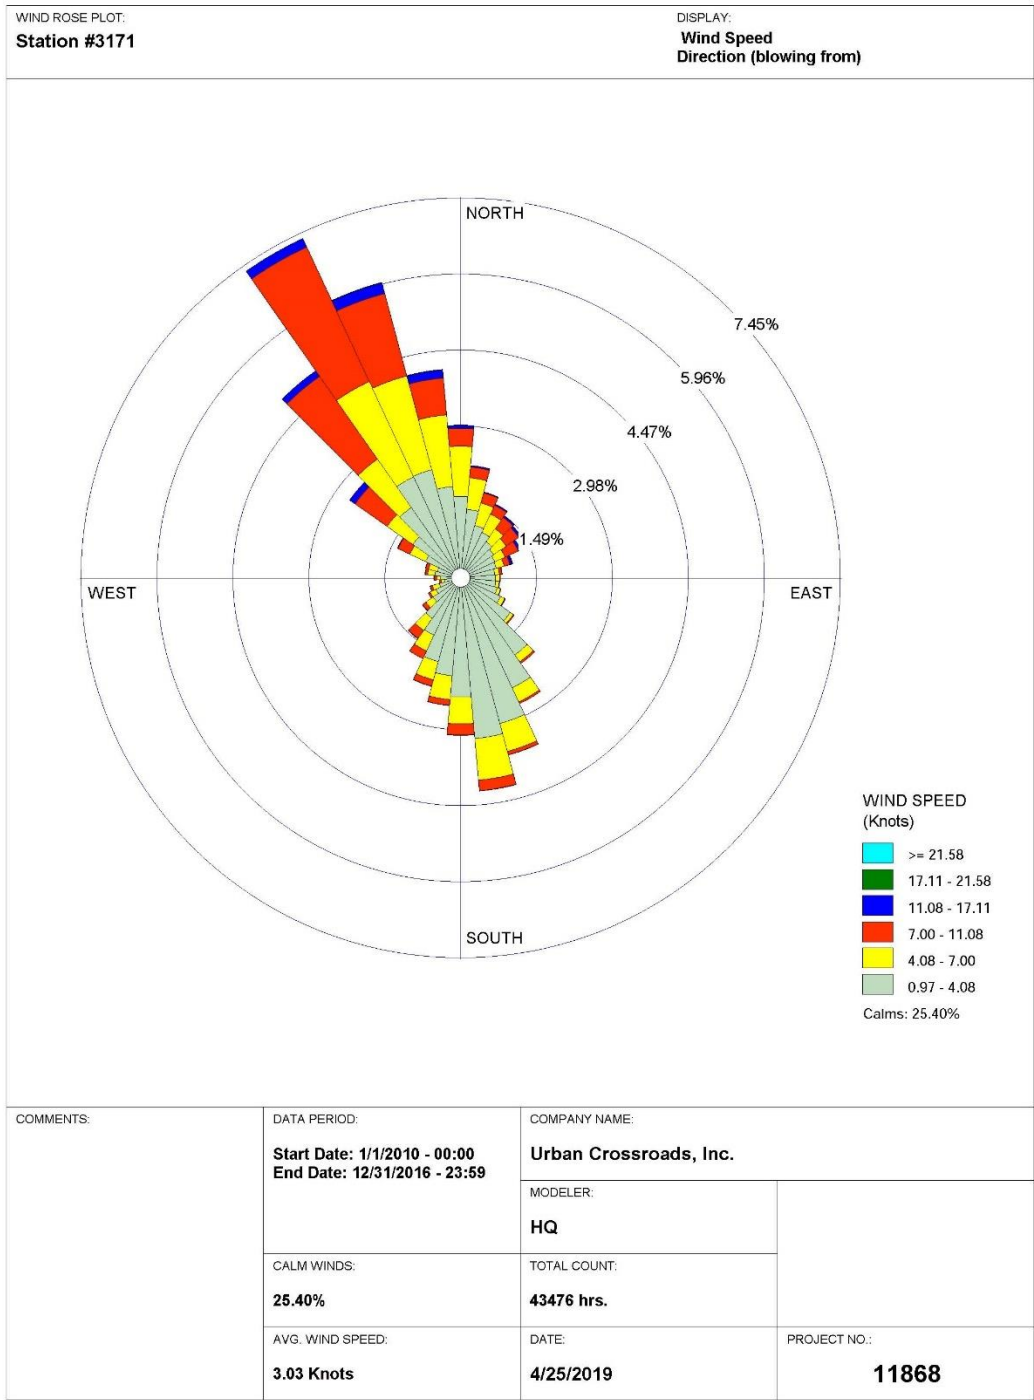 WIND ROSE PLOT:
Station #3171
DISPLAY:
Wind Speed
Direction (blowing from)
NORTH
7.45%
5.96%
4.47%
2.98%
1.49%
WEST
EAST
SOUTH
WIND SPEED
(Knots)
>= 21.58
17.11 - 21.58
11.08 - 17.11
7.00 - 11.08
4.08 - 7.00
0.97 - 4.08
Calms: 25.40%
COMMENTS:
DATA PERIOD:
Start Date: 1/1/2010 - 00:00
End Date: 12/31/2016 - 23:59
COMPANY NAME:
Urban Crossroads, Inc.
MODELER:
HQ
CALM WINDS:
25.40%
TOTAL COUNT:
43476 hrs.
AVG. WIND SPEED:
3.03 Knots
DATE:
4/25/2019
PROJECT NO.:
11868